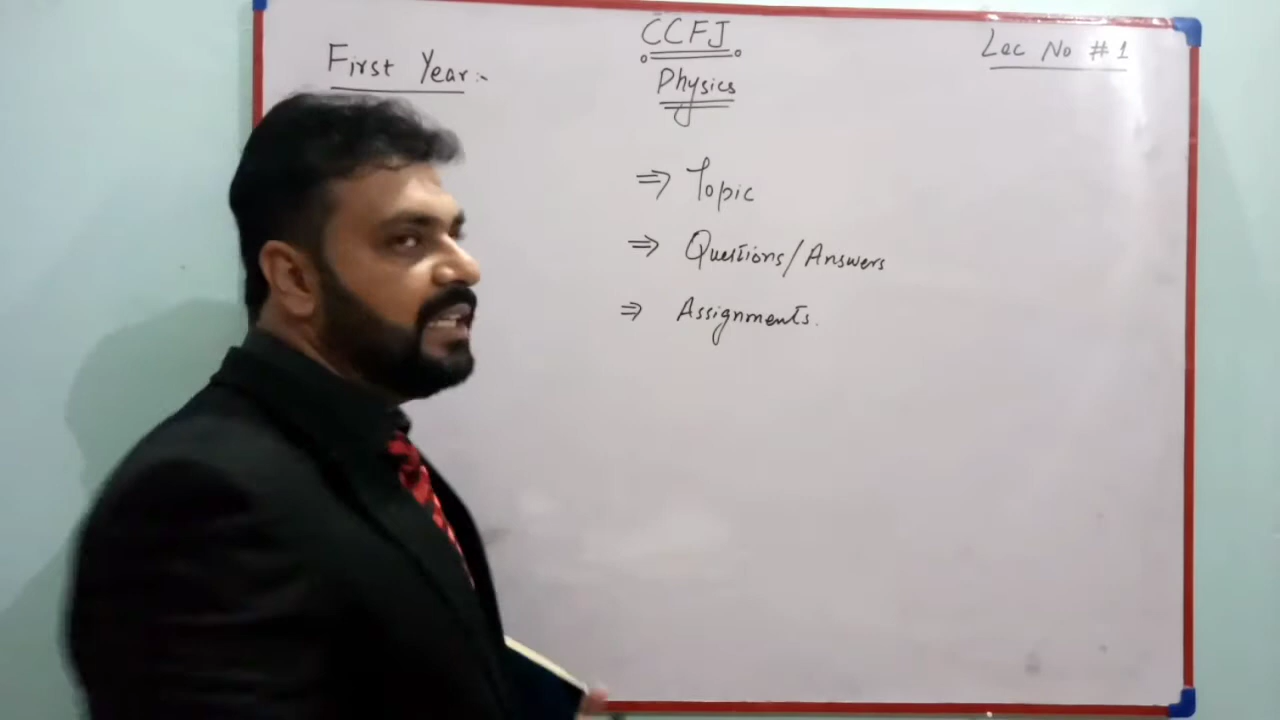 CCFJ
First Year:-
Lec No # 1
Physics
⇒ Topic
⇒ Questions/Answers
⇒ Assignments.